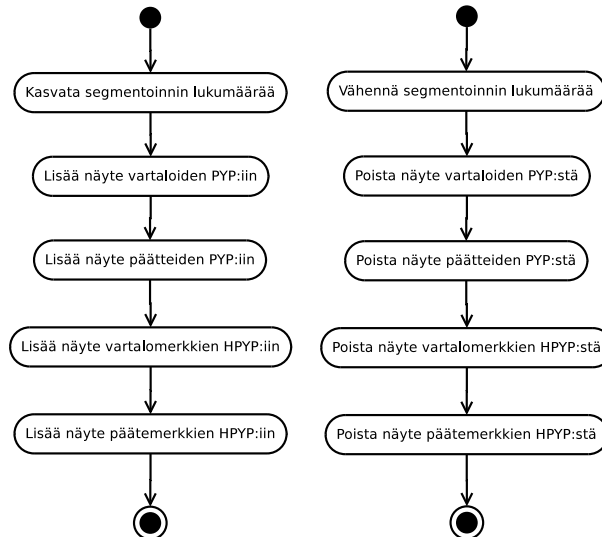 Kasvata segmentoinnin lukumäärää
Lisää näyte vartaloiden PYP:iin
Lisää näyte päätteiden PYP:iin
Lisää näyte vartalomerkkien HPYP:iin
Lisää näyte päätemerkkien HPYP:iin
Vähennä segmentoinnin lukumäärää
Poista näyte vartaloiden PYP:stä
Poista näyte päätteiden PYP:stä
Poista näyte vartalomerkkien HPYP:stä
Poista näyte päätemerkkien HPYP:stä